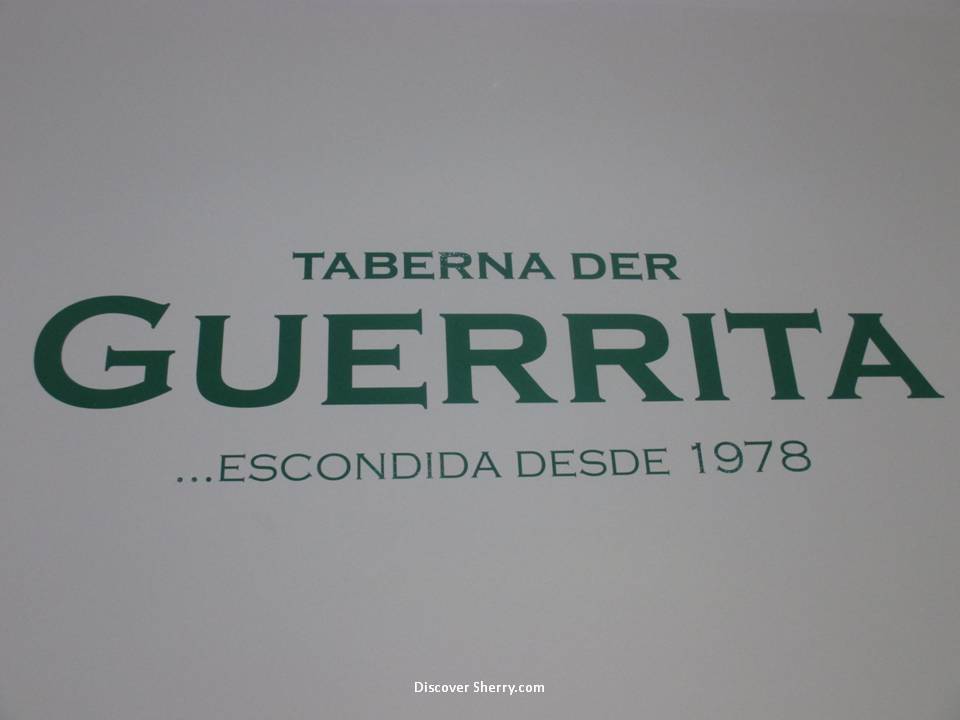 TABERNA DER
GUERRITA
...ESCONDIDA DESDE 1978
Discover Sherry.com